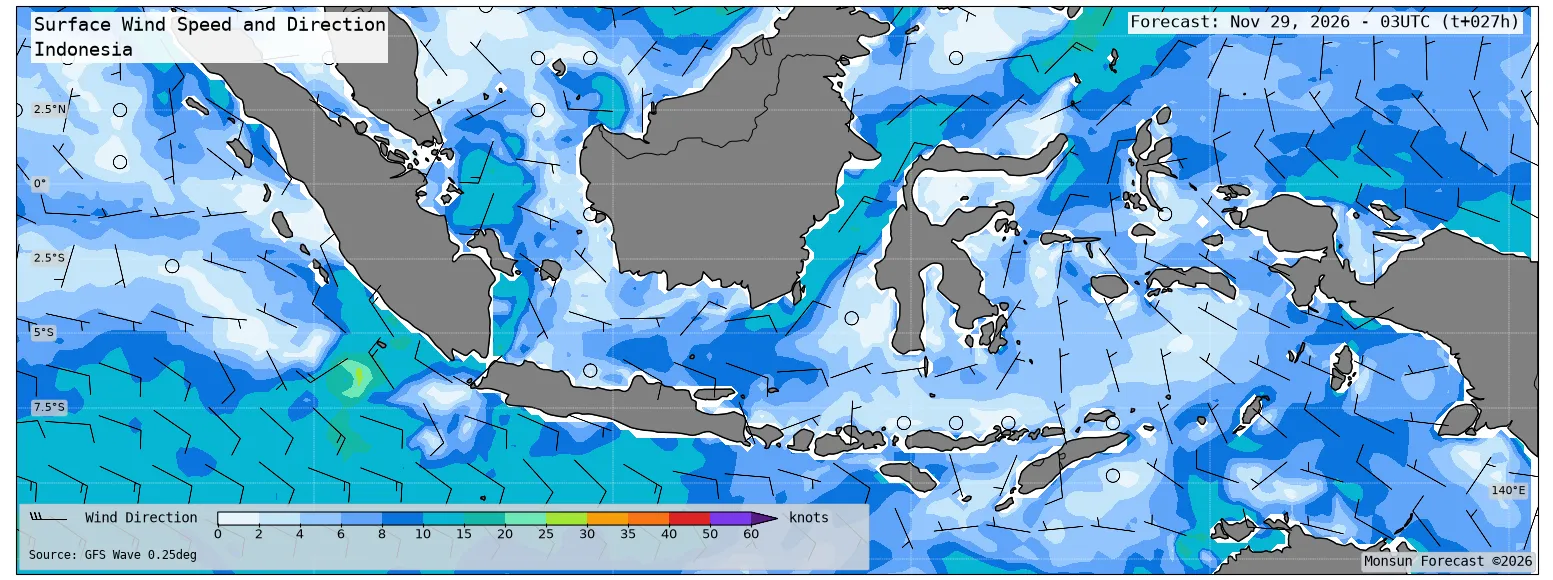 Surface Wind Speed and Direction
Indonesia
Forecast: Nov 29, 2026 - 03UTC (t+027h)
2.5°N
0°
2.5°S
5°S
7.5°S
140°E
Wind Direction
knots
0 2 4 6 8 10 15 20 25 30 35 40 50 60
Source: GFS Wave 0.25deg
Monsun Forecast ©2026